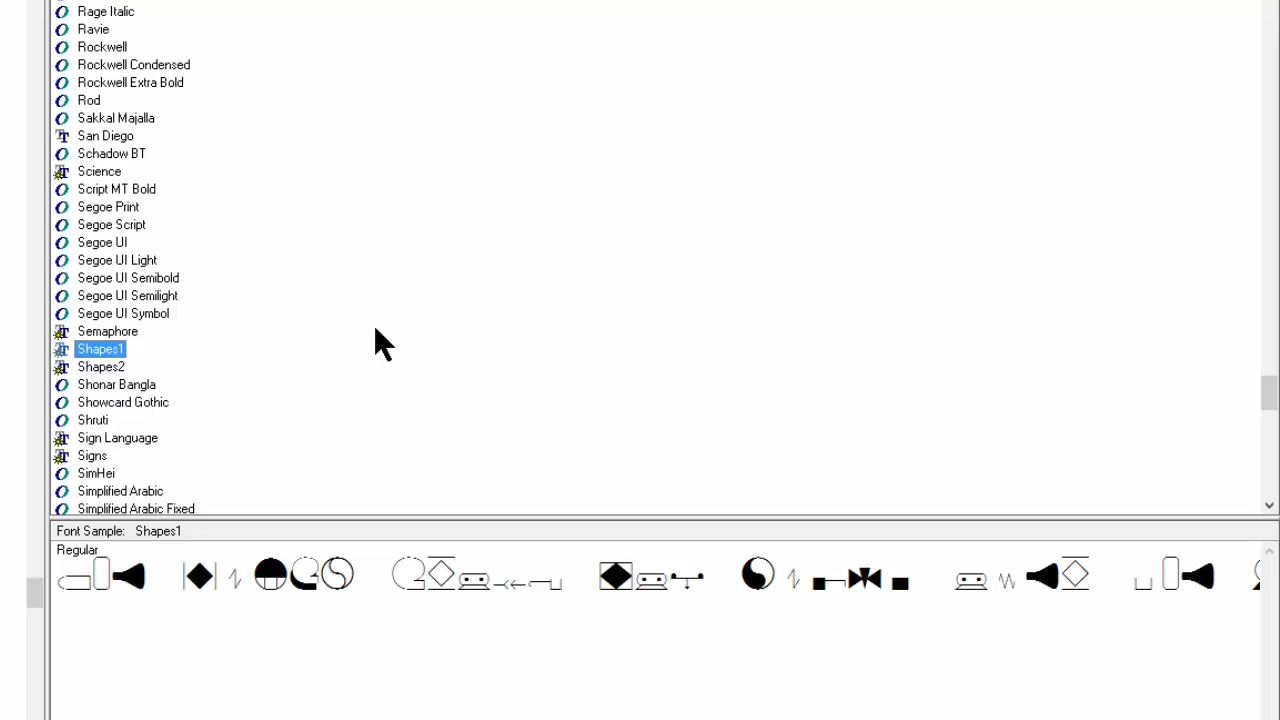 Rage Italic
Ravie
Rockwell
Rockwell Condensed
Rockwell Extra Bold
Rod
Sakkal Majalla
San Diego
Schadow BT
Science
Script MT Bold
Segoe Print
Segoe Script
Segoe UI
Segoe UI Light
Segoe UI Semibold
Segoe UI Semilight
Segoe UI Symbol
Semaphore
Shapes1
Shapes2
Shonar Bangla
Showcard Gothic
Shruti
Sign Language
Signs
SimHei
Simplified Arabic
Simplified Arabic Fixed
Font Sample: Shapes1
Regular